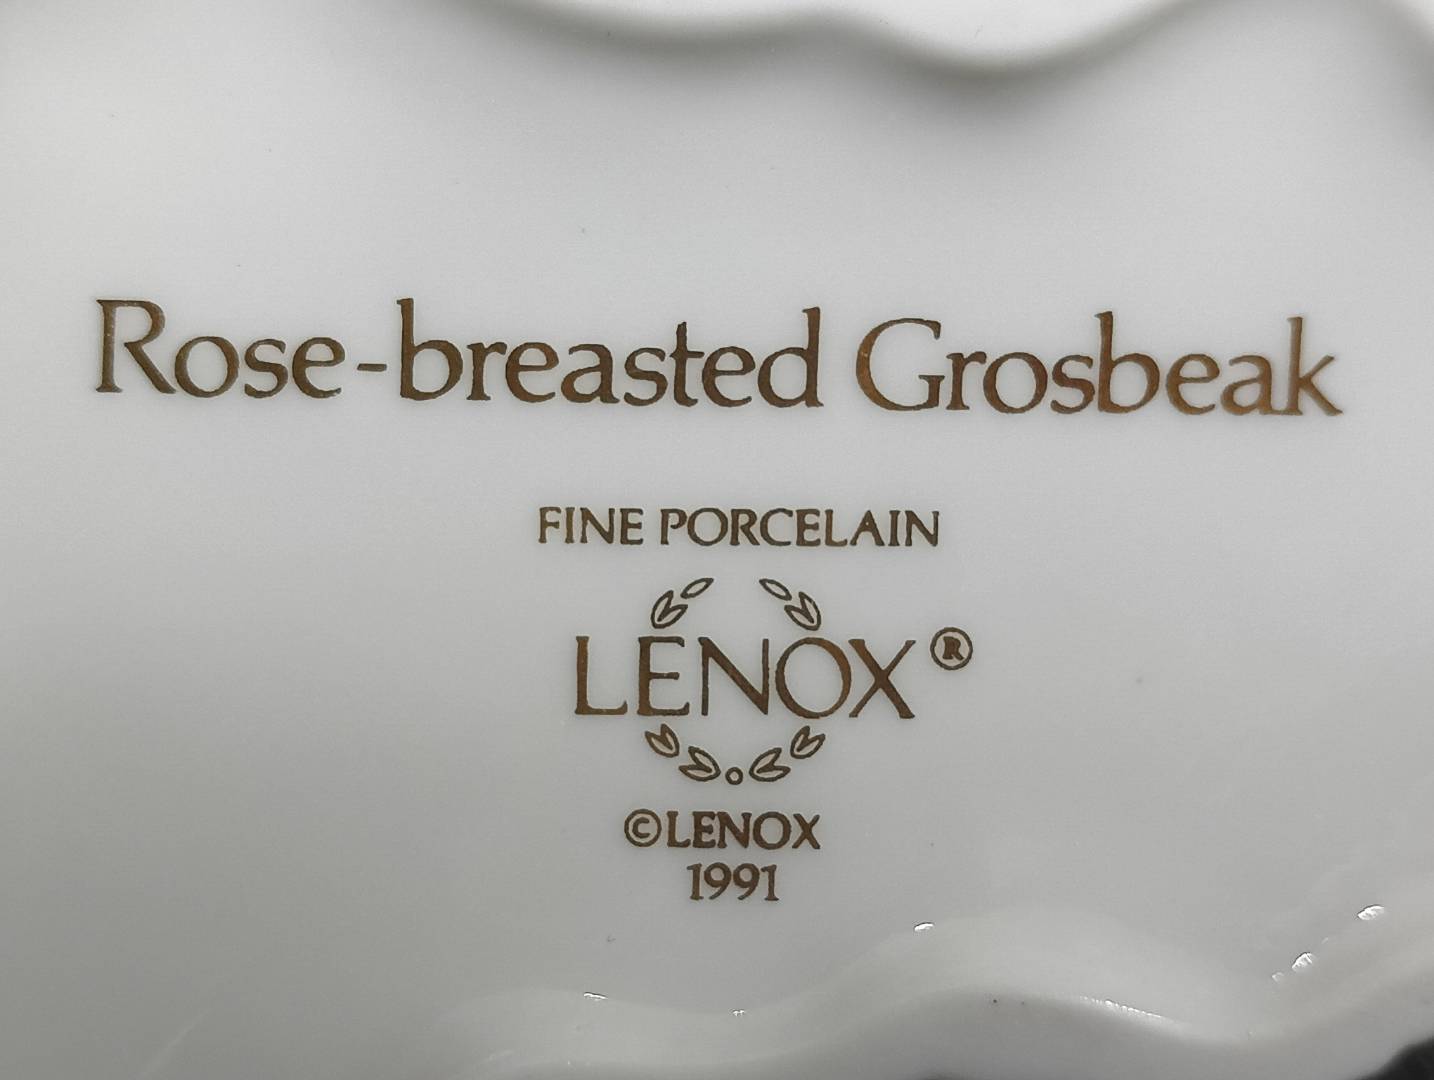 Rose-breasted Grosbeak
FINE PORCELAIN
LENOX®
©LENOX
1991